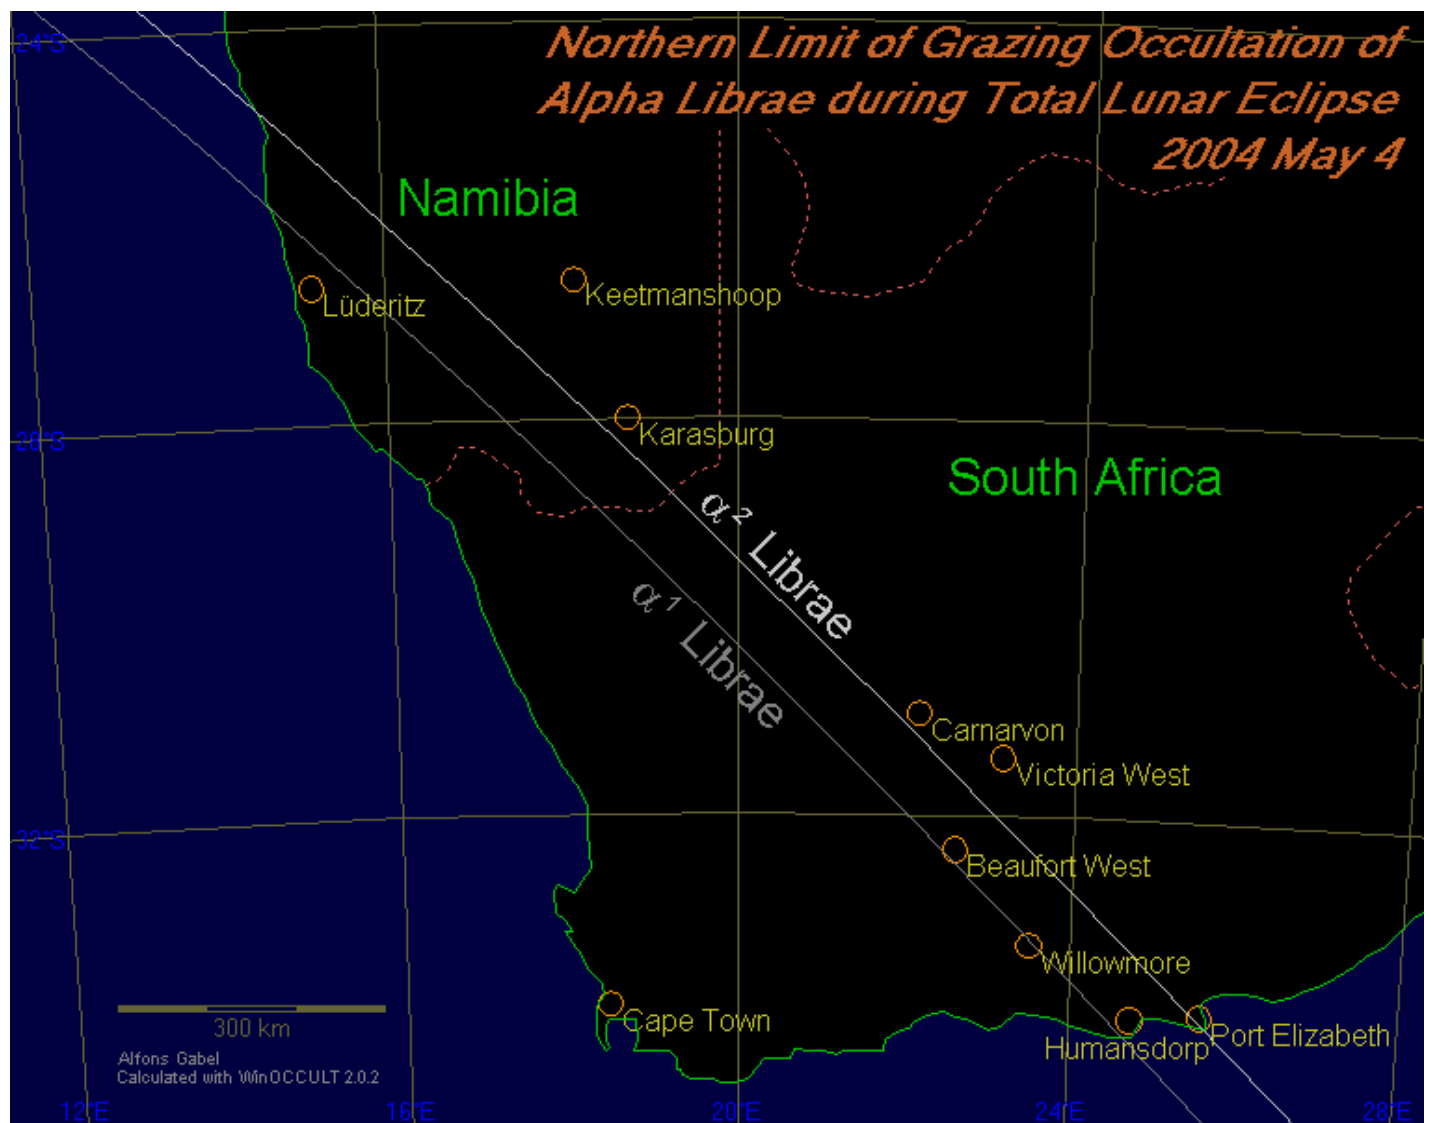 Northern Limit of Grazing Occultation of
Alpha Librae during Total Lunar Eclipse
2004 May 4
24°S
Namibia
Keetmanshoop
Lüderitz
Karasburg
28°S
South Africa
α² Librae
α¹ Librae
Carnarvon
Victoria West
32°S
Beaufort West
Willowmore
Cape Town
300 km
Port Elizabeth
Humansdorp
Alfons Gabel
Calculated with WinOCCULT 2.0.2
12°E 16°E 20°E 24°E 28°E